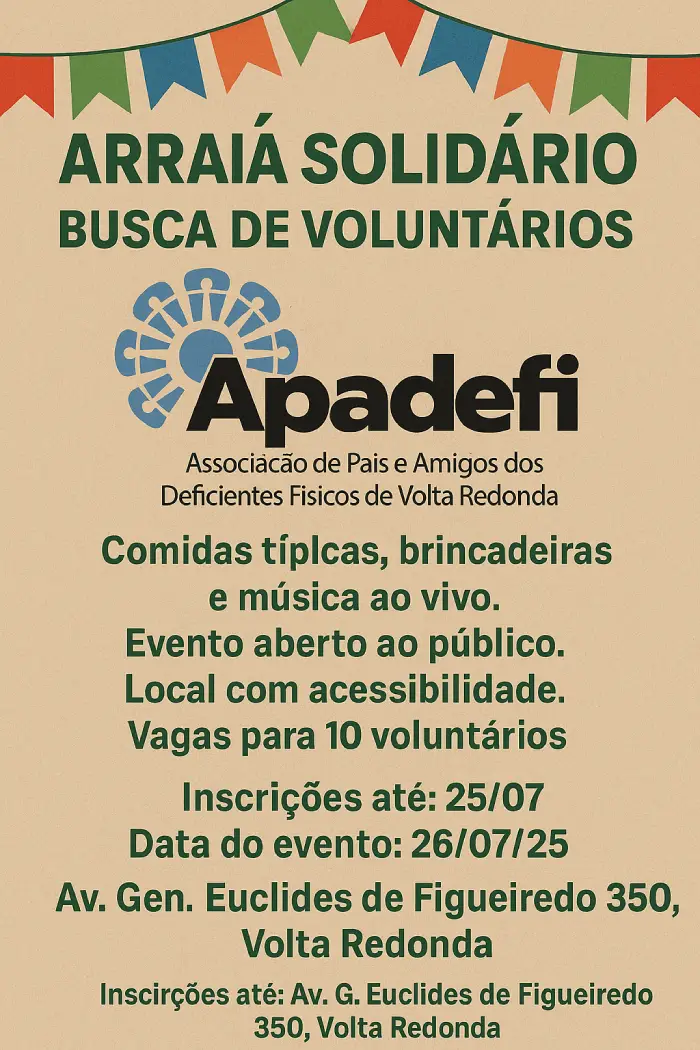 ARRAIÁ SOLIDÁRIO
BUSCA DE VOLUNTÁRIOS
Apadefi
Associacão de Pais e Amigos dos
Deficientes Fisicos de Volta Redonda
Comidas típlcas, brincadeiras
e música ao vivo.
Evento aberto ao público.
Local com acessibilidade.
Vagas para 10 voluntários
Inscrições até: 25/07
Data do evento: 26/07/25
Av. Gen. Euclides de Figueiredo 350,
Volta Redonda
Inscirções até: Av. G. Euclides de Figueiredo
350, Volta Redonda